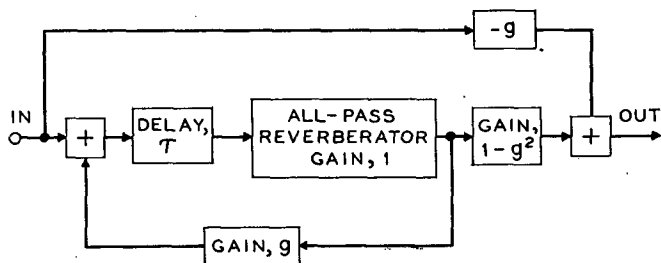 -g
IN
OUT
+
DELAY,
τ
ALL-PASS
REVERBERATOR
GAIN, 1
GAIN,
1-g²
+
GAIN, g